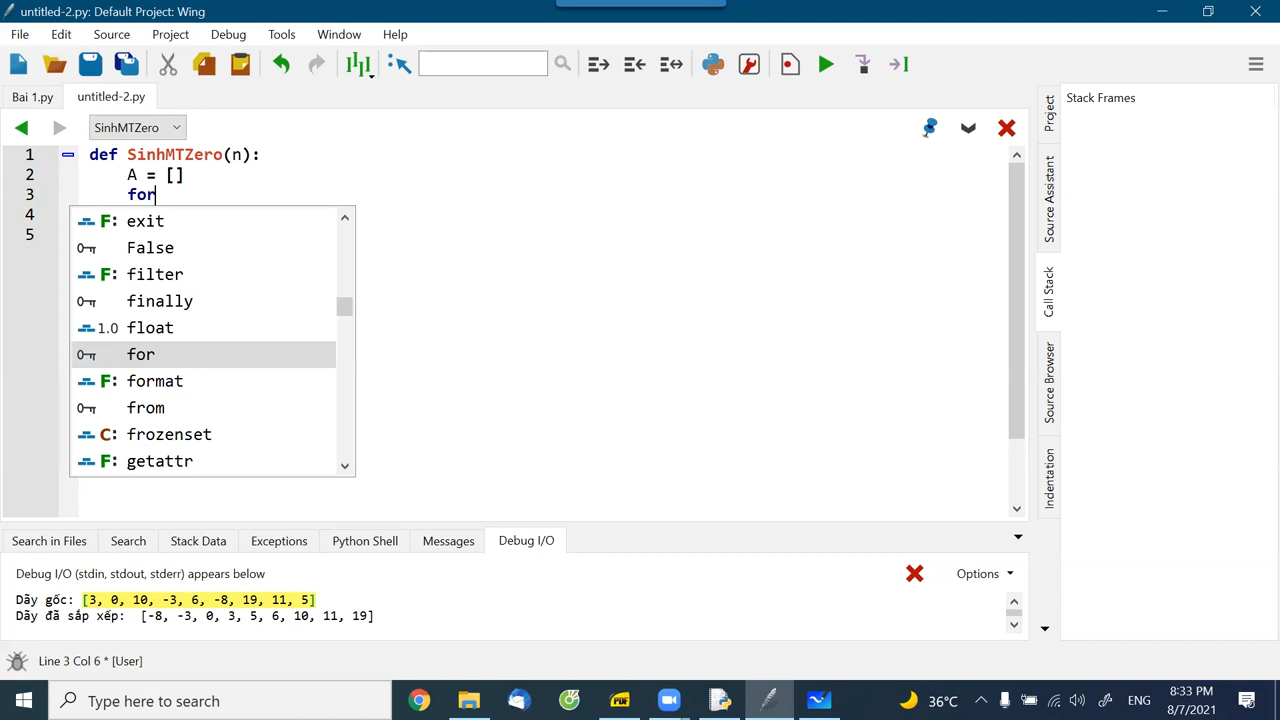 untitled-2.py: Default Project: Wing
File Edit Source Project Debug Tools Window Help
Bai 1.py untitled-2.py
SinhMTZero
1 def SinhMTZero(n):
2 A = []
3 for
4
5
F: exit
False
F: filter
finally
1.0 float
for
F: format
from
C: frozenset
F: getattr
Stack Frames
Project
Source Assistant
Call Stack
Source Browser
Indentation
Search in Files Search Stack Data Exceptions Python Shell Messages Debug I/O
Debug I/O (stdin, stdout, stderr) appears below
Options
Dãy gốc: [3, 0, 10, -3, 6, -8, 19, 11, 5]
Dãy đã sắp xếp: [-8, -3, 0, 3, 5, 6, 10, 11, 19]
Line 3 Col 6 * [User]
Type here to search
PDF
36°C
ENG
8:33 PM
8/7/2021